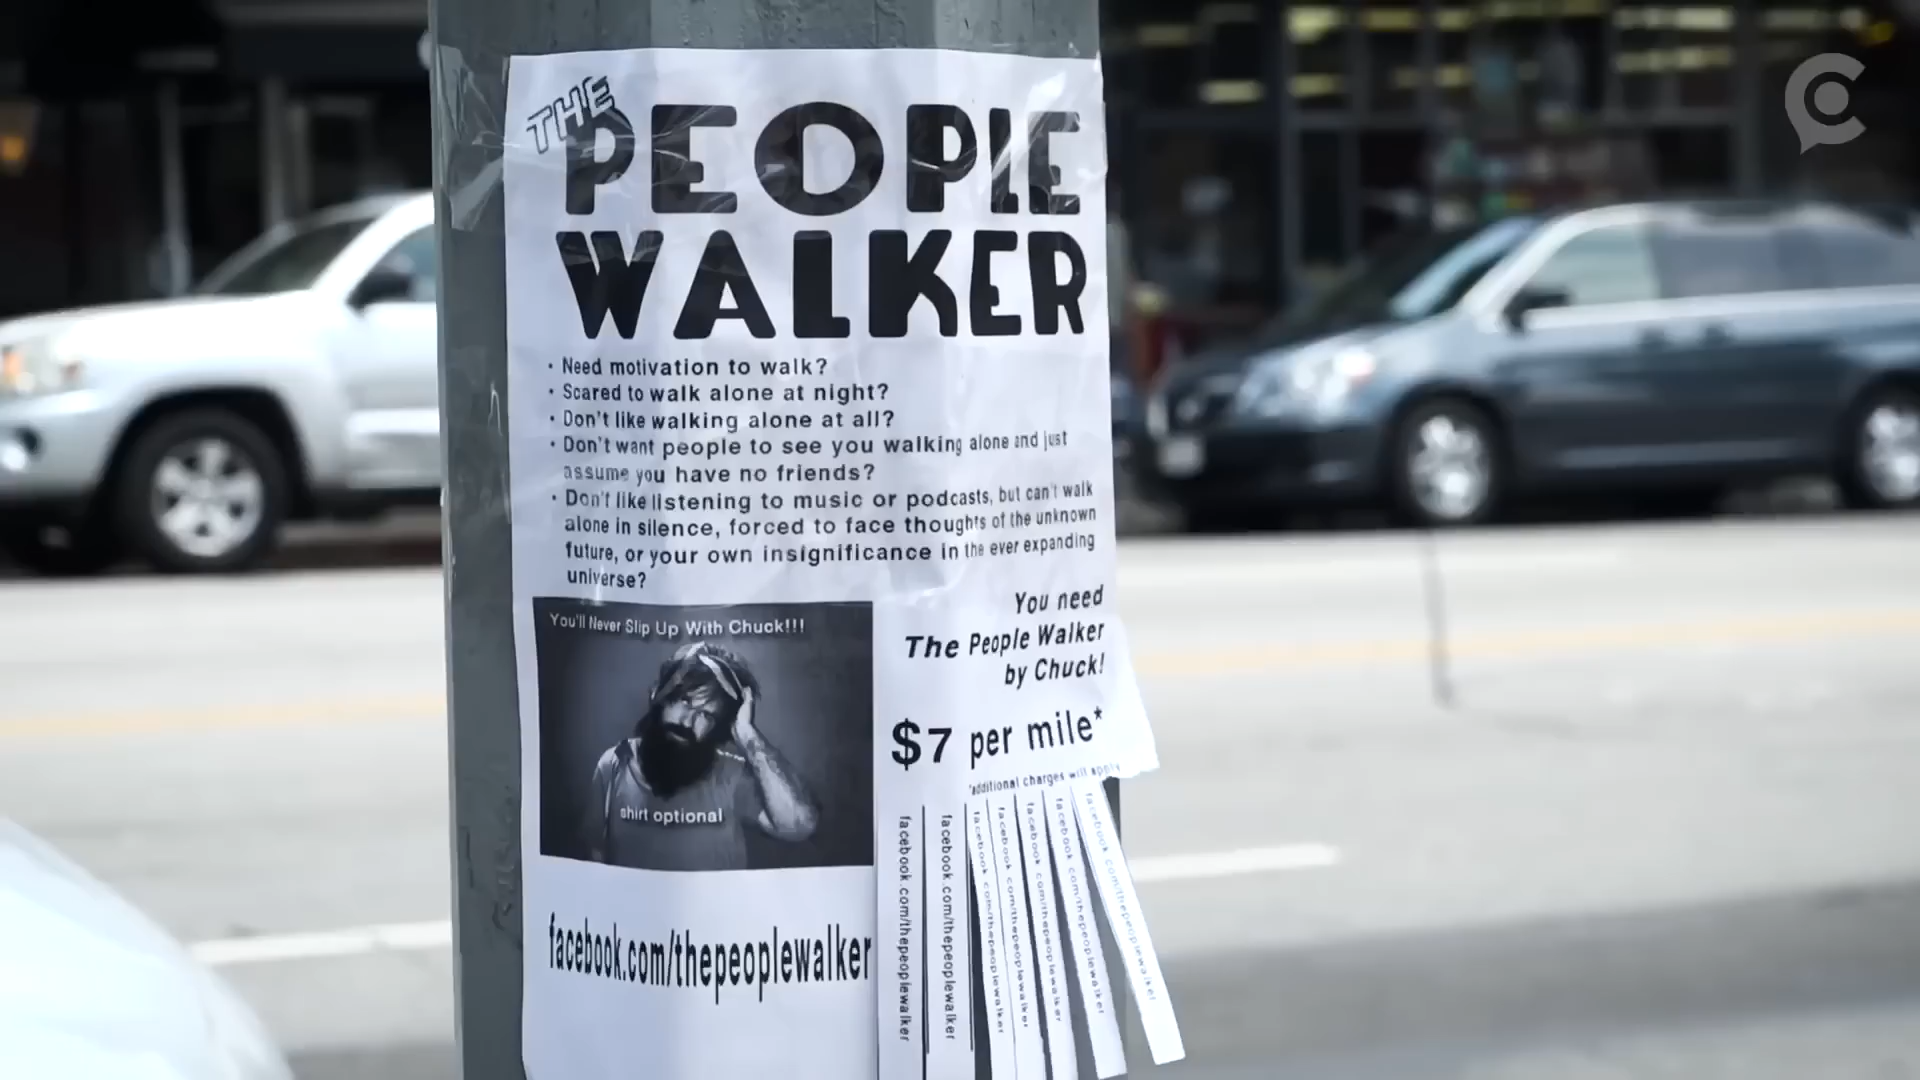 THE
PEOPLE
WALKER
• Need motivation to walk?
• Scared to walk alone at night?
• Don't like walking alone at all?
• Don't want people to see you walking alone and just
assume you have no friends?
• Don't like listening to music or podcasts, but can't walk
alone in silence, forced to face thoughts of the unknown
future, or your own insignificance in the ever expanding
universe?
You'll Never Slip Up With Chuck!!!
shirt optional
You need
The People Walker
by Chuck!
$7 per mile*
*additional charges will apply
facebook.com/thepeoplewalker
facebook.com/thepeoplewalker
facebook.com/thepeoplewalker
facebook.com/thepeoplewalker
facebook.com/thepeoplewalker
facebook.com/thepeoplewalker
facebook.com/thepeoplewalker
facebook.com/thepeoplewalker